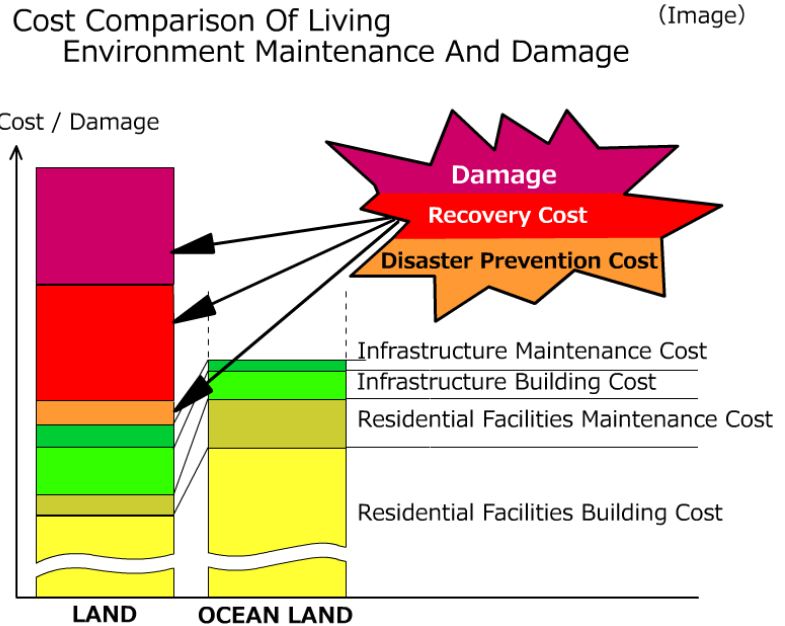 Cost Comparison Of Living
Environment Maintenance And Damage
（Image）
Cost / Damage
Damage
Recovery Cost
Disaster Prevention Cost
Infrastructure Maintenance Cost
Infrastructure Building Cost
Residential Facilities Maintenance Cost
Residential Facilities Building Cost
LAND
OCEAN LAND